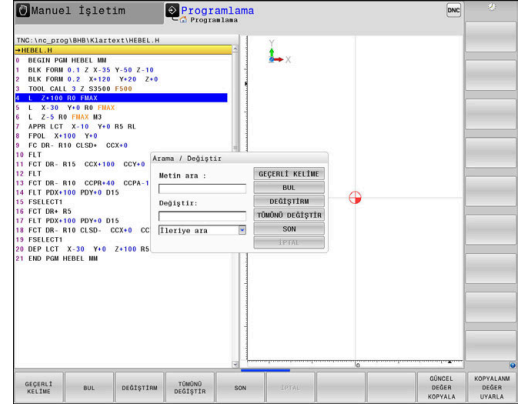 Manuel İşletim
Programlama
Programlama
DNC
TNC:\nc_prog\BHB\Klartext\HEBEL.H
→HEBEL.H
0 BEGIN PGM HEBEL MM
1 BLK FORM 0.1 Z X-35 Y-50 Z-10
2 BLK FORM 0.2 X+120 Y+20 Z+0
3 TOOL CALL 3 Z S3500 F500
4 L Z+100 R0 FMAX
5 L X-30 Y+0 R0 FMAX
6 L Z-5 R0 FMAX M3
7 APPR LCT X-10 Y+0 R5 RL
8 FPOL X+100 Y+0
9 FC DR- R10 CLSD+ CCX+0
10 FLT
11 FCT DR- R15 CCX+100 CCY+0
12 FLT
13 FCT DR- R10 CCPR+40 CCPA-1
14 FLT PDX+100 PDY+0 D15
15 FSELECT1
16 FCT DR+ R5
17 FLT PDX+100 PDY+0 D15
18 FCT DR- R10 CLSD- CCX+0 CC
19 FSELECT1
20 DEP LCT X-30 Y+0 Z+100 R5
21 END PGM HEBEL MM
Y
X
Arama / Değiştir
Metin ara :
Değiştir:
İleriye ara
GEÇERLİ KELİME
BUL
DEĞİŞTİRM
TÜMÜNÜ DEĞİŞTİR
SON
İPTAL
0
GEÇERLİ
KELİME
BUL
DEĞİŞTİRM
TÜMÜNÜ
DEĞİŞTİR
SON
İPTAL
GÜNCEL
DEĞER
KOPYALA
KOPYALANM
DEĞER
UYARLA